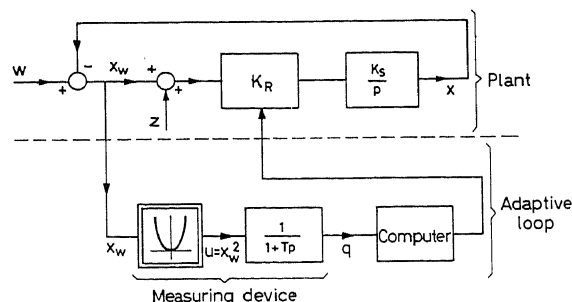 w
+
-
x_w
+
+
z
K_R
K_S
p
x
Plant
x_w
u=x_w^2
1
1+Tp
q
Computer
Adaptive
loop
Measuring device